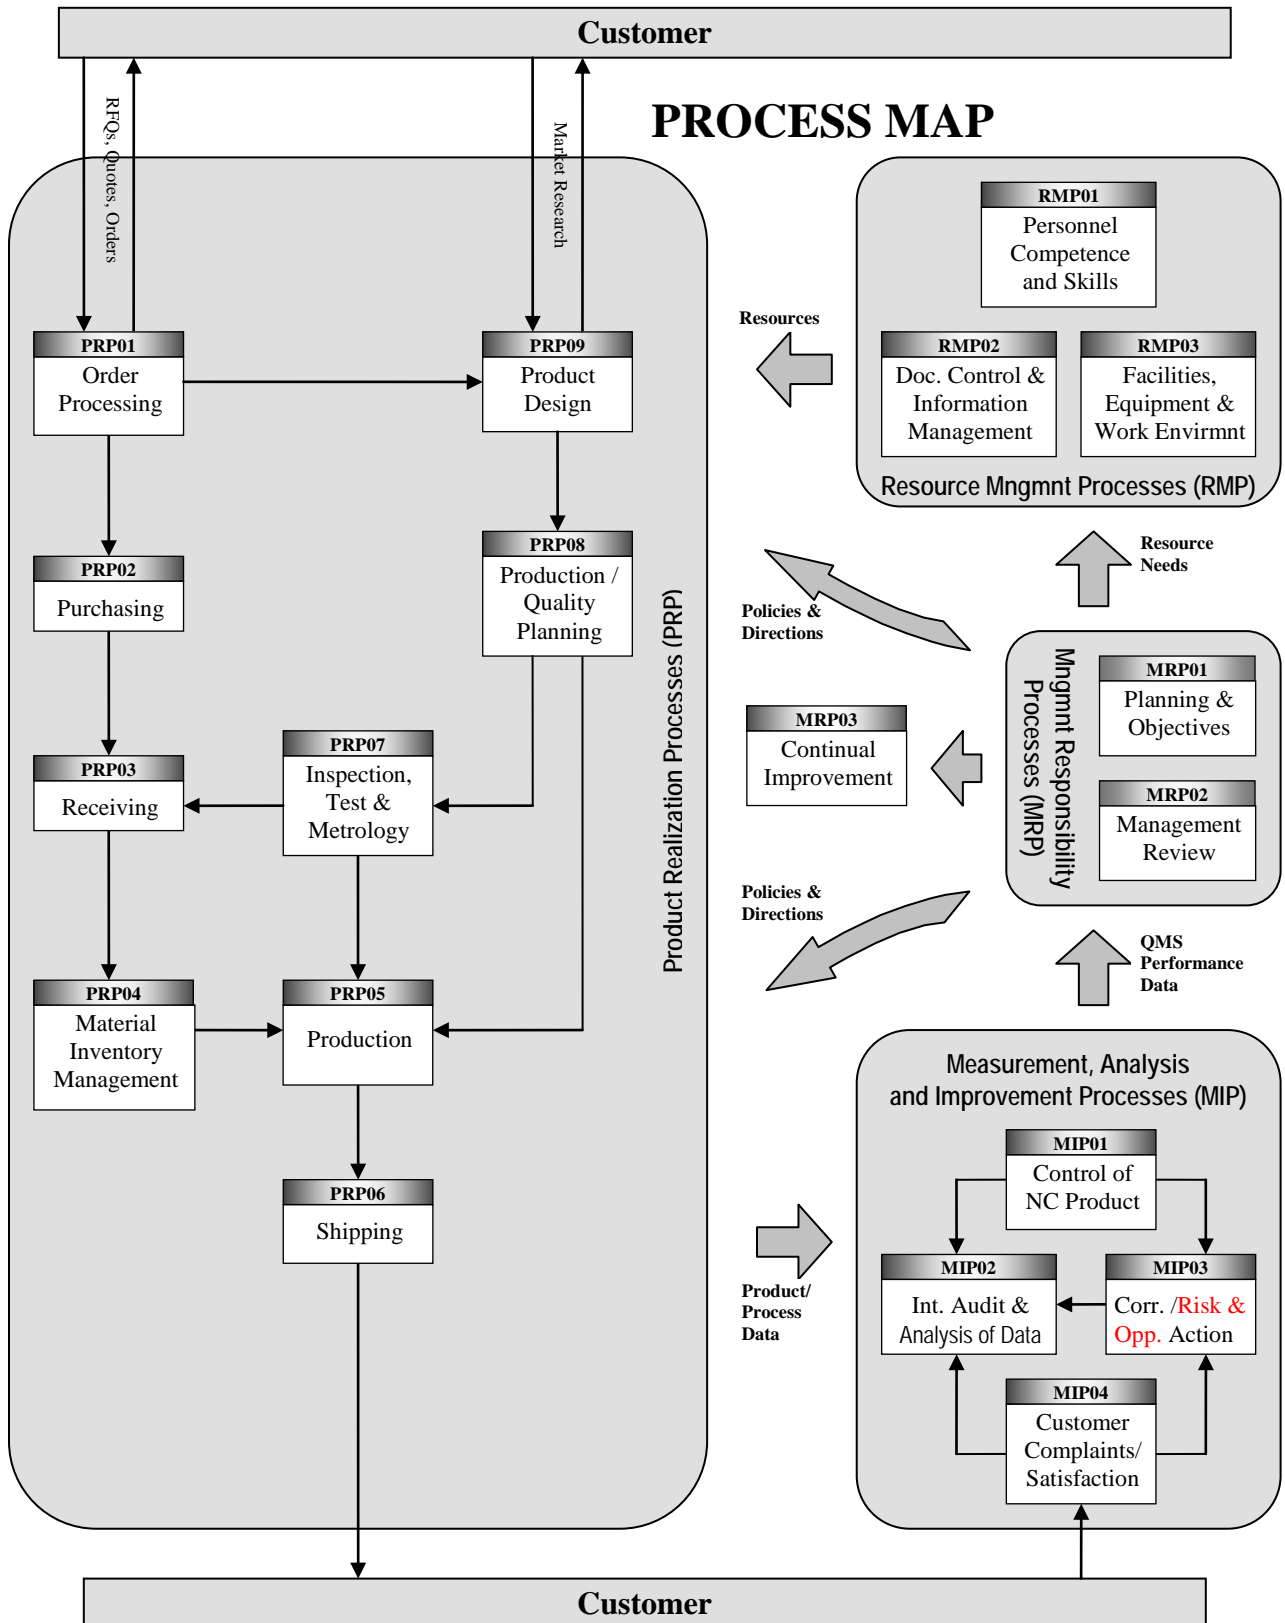 Customer
RFQs, Quotes, Orders
Market Research
PROCESS MAP
PRP01
Order
Processing
PRP09
Product
Design
PRP02
Purchasing
PRP08
Production /
Quality
Planning
PRP03
Receiving
PRP07
Inspection,
Test &
Metrology
PRP04
Material
Inventory
Management
PRP05
Production
PRP06
Shipping
Product Realization Processes (PRP)
Resources
RMP01
Personnel
Competence
and Skills
RMP02
Doc. Control &
Information
Management
RMP03
Facilities,
Equipment &
Work Envirmnt
Resource Mngmnt Processes (RMP)
Resource
Needs
Policies &
Directions
MRP03
Continual
Improvement
Mngmnt Responsibility
Processes (MRP)
MRP01
Planning &
Objectives
MRP02
Management
Review
Policies &
Directions
QMS
Performance
Data
Measurement, Analysis
and Improvement Processes (MIP)
MIP01
Control of
NC Product
MIP02
Int. Audit &
Analysis of Data
MIP03
Corr. /Risk &
Opp. Action
MIP04
Customer
Complaints/
Satisfaction
Product/
Process
Data
Customer